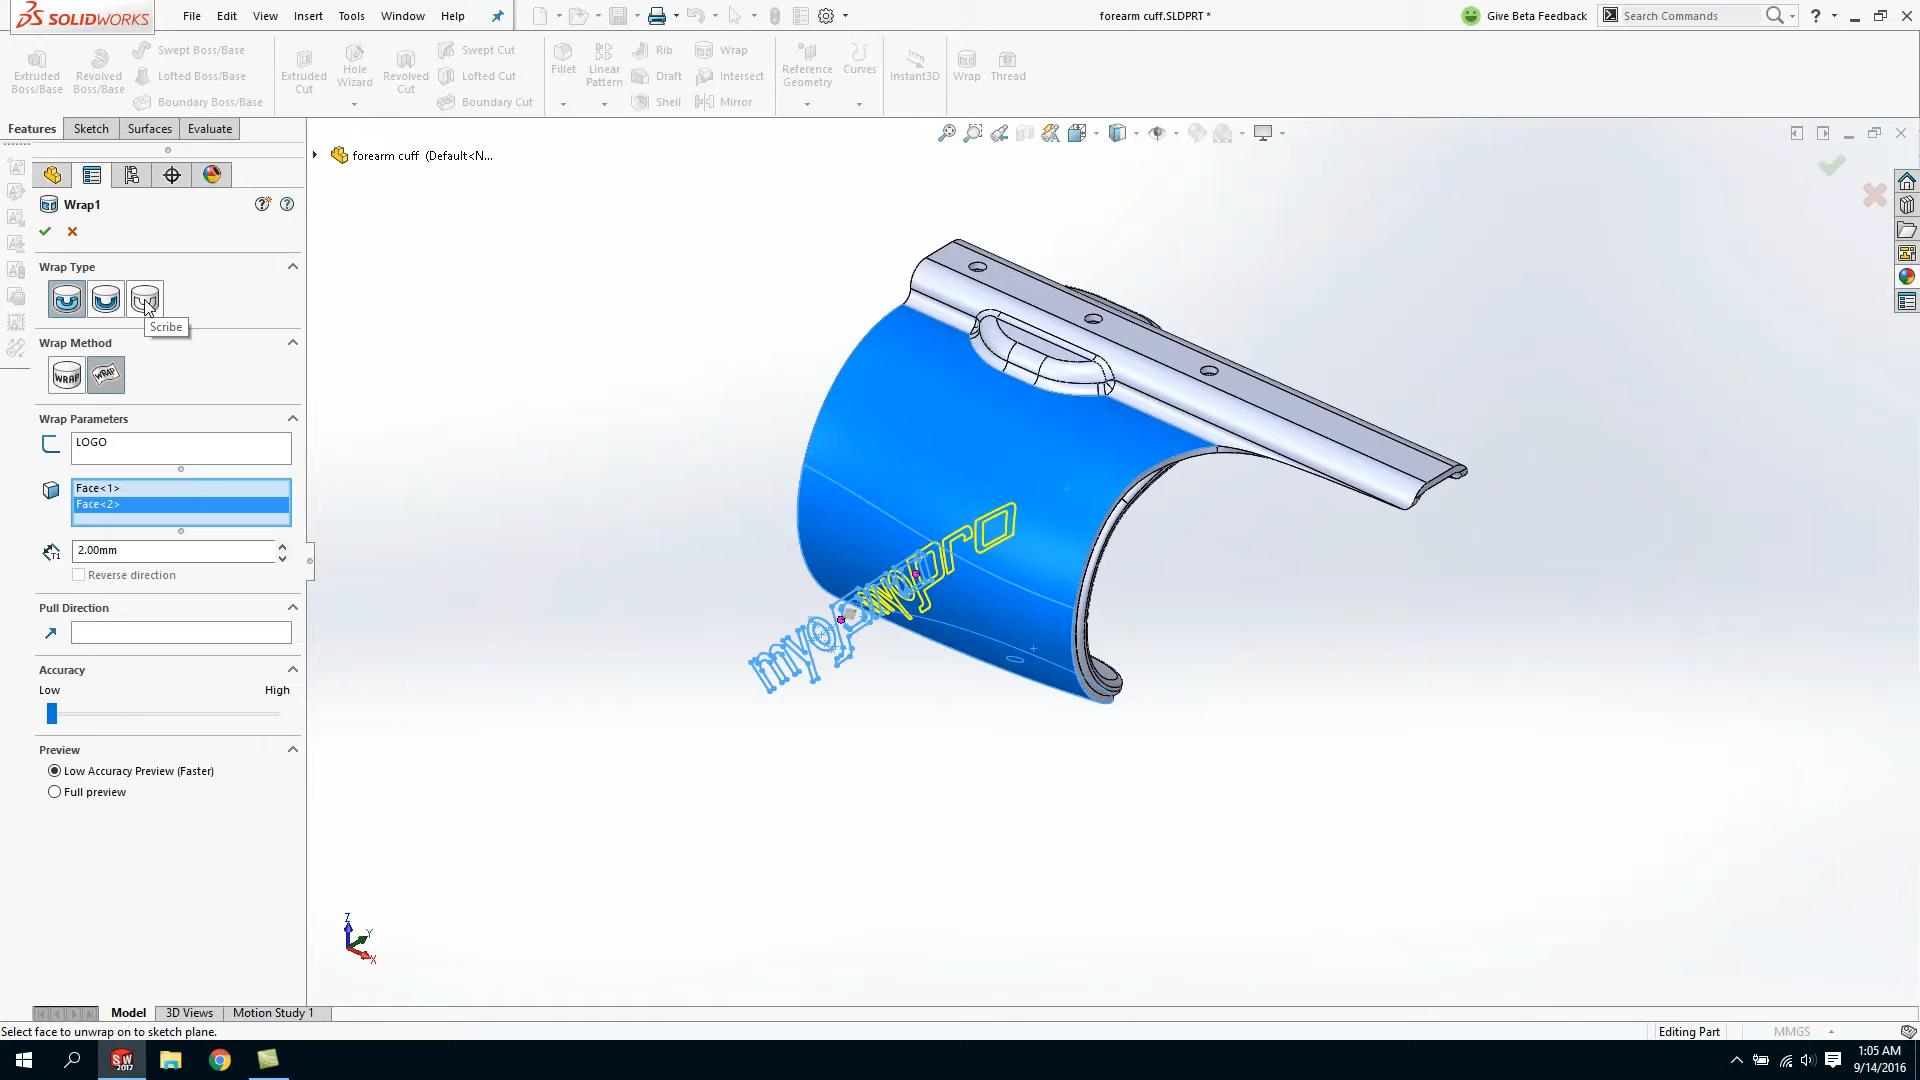 SOLIDWORKS
File Edit View Insert Tools Window Help
forearm cuff.SLDPRT *
Give Beta Feedback
Search Commands
?
Extruded Boss/Base
Revolved Boss/Base
Swept Boss/Base
Lofted Boss/Base
Boundary Boss/Base
Extruded Cut
Hole Wizard
Revolved Cut
Swept Cut
Lofted Cut
Boundary Cut
Fillet
Linear Pattern
Rib
Draft
Shell
Wrap
Intersect
Mirror
Reference Geometry
Curves
Instant3D
Wrap
Thread
Features Sketch Surfaces Evaluate
forearm cuff (Default<N...
Wrap1
Wrap Type
Scribe
Wrap Method
WRAP WRAP
Wrap Parameters
LOGO
Face<1>
Face<2>
T1
2.00mm
Reverse direction
Pull Direction
Accuracy
Low High
Preview
Low Accuracy Preview (Faster)
Full preview
myopro
myopro
Z
Y
X
Model 3D Views Motion Study 1
Select face to unwrap on to sketch plane.
Editing Part
MMGS
SW 2017
1:05 AM
9/14/2016